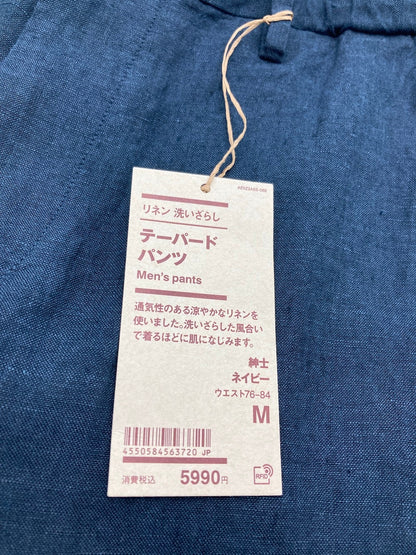 リネン 洗いざらし
テーパード
パンツ
Men's pants
通気性のある涼やかなリネンを
使いました。洗いざらした風合い
で着るほどに肌になじみます。
紳士
ネイビー
ウエスト76-84
M
4550584563720 JP
消費税込 5990円
RFID